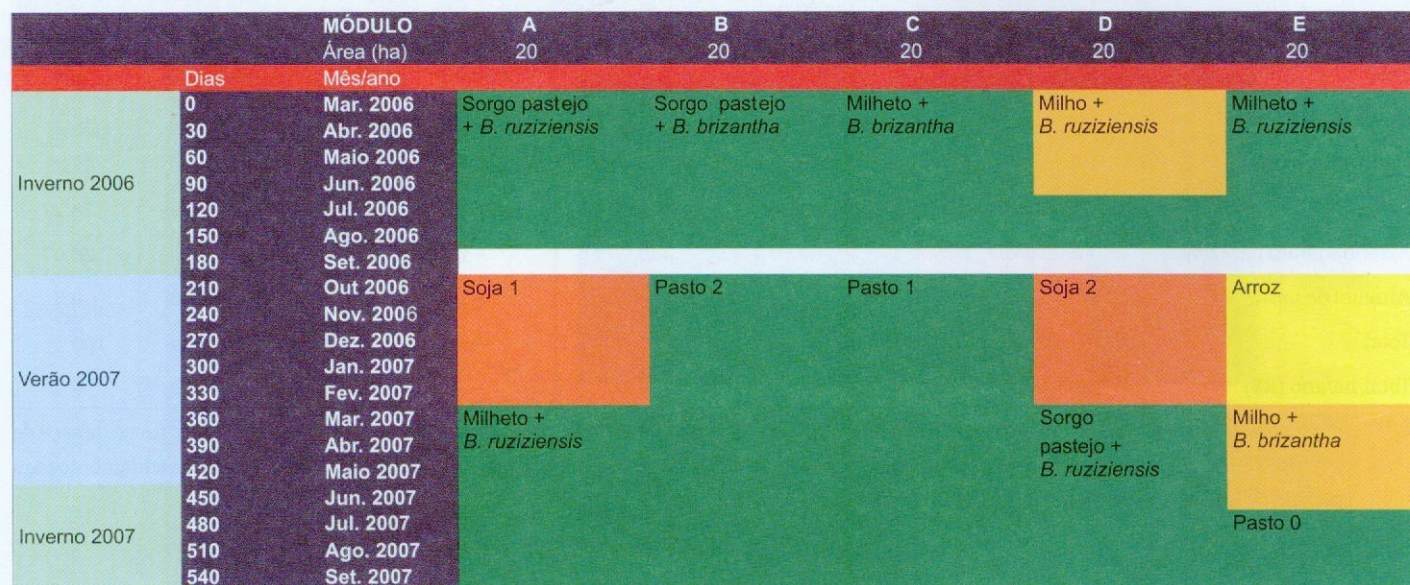 MÓDULO A B C D E
Área (ha) 20 20 20 20 20
Dias Mês/ano
0 Mar. 2006 Sorgo pastejo Sorgo pastejo Milheto + Milho + Milheto +
30 Abr. 2006 + B. ruziziensis + B. brizantha B. brizantha B. ruziziensis B. ruziziensis
60 Maio 2006
Inverno 2006 90 Jun. 2006
120 Jul. 2006
150 Ago. 2006
180 Set. 2006
210 Out 2006 Soja 1 Pasto 2 Pasto 1 Soja 2 Arroz
240 Nov. 2006
270 Dez. 2006
Verão 2007 300 Jan. 2007
330 Fev. 2007
360 Mar. 2007 Milheto + Sorgo Milho +
390 Abr. 2007 B. ruziziensis pastejo + B. brizantha
420 Maio 2007 B. ruziziensis
450 Jun. 2007
Inverno 2007 480 Jul. 2007 Pasto 0
510 Ago. 2007
540 Set. 2007